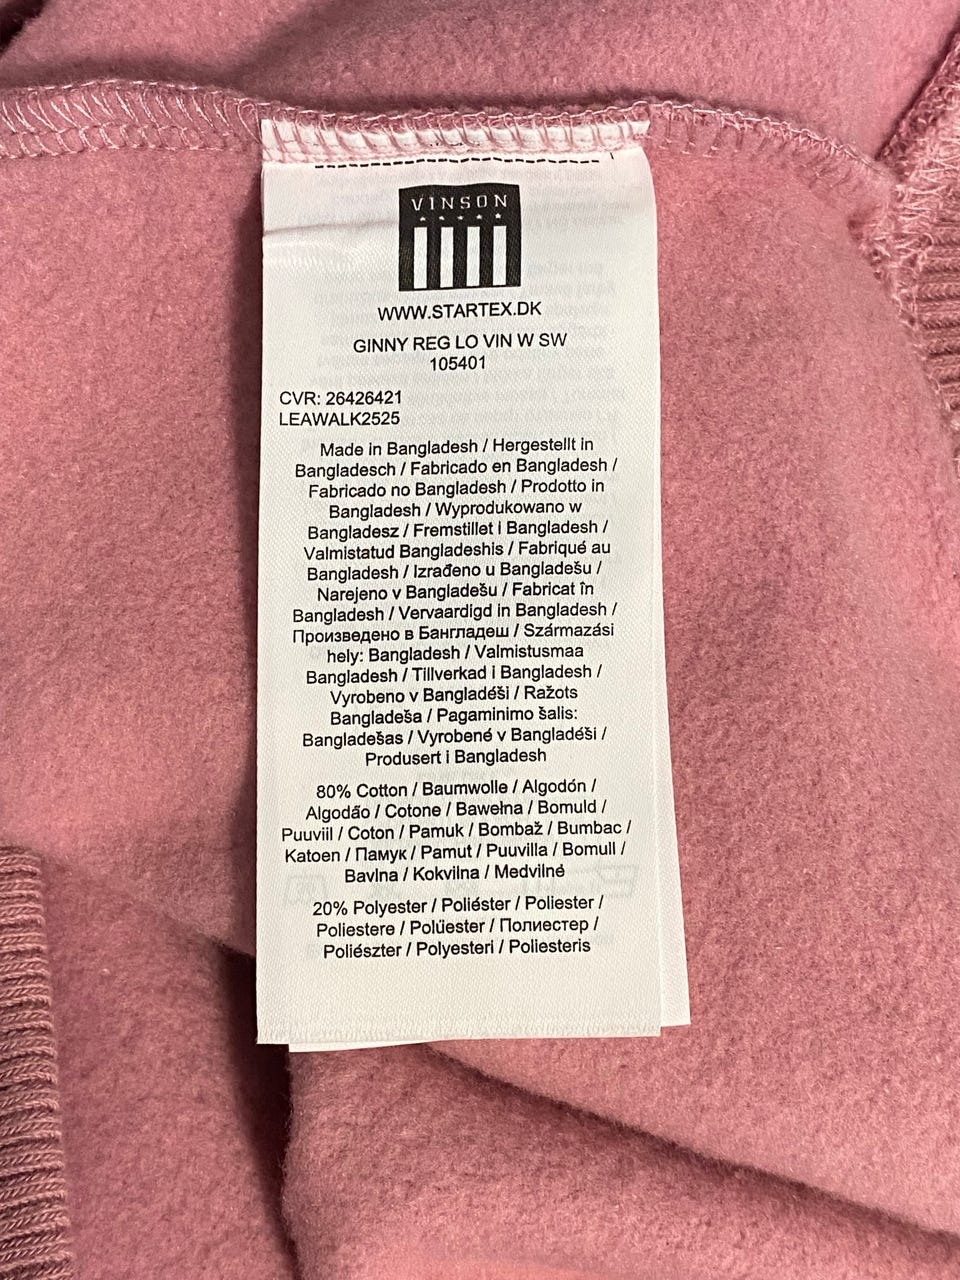 VINSON
WWW.STARTEX.DK
GINNY REG LO VIN W SW
105401
CVR: 26426421
LEAWALK2525
Made in Bangladesh / Hergestellt in
Bangladesch / Fabricado en Bangladesh /
Fabricado no Bangladesh / Prodotto in
Bangladesh / Wyprodukowano w
Bangladesz / Fremstillet i Bangladesh /
Valmistatud Bangladeshis / Fabriqué au
Bangladesh / Izrađeno u Bangladešu /
Narejeno v Bangladešu / Fabricat în
Bangladesh / Vervaardigd in Bangladesh /
Произведено в Бангладеш / Származási
hely: Bangladesh / Valmistusmaa
Bangladesh / Tillverkad i Bangladesh /
Vyrobeno v Bangladéši / Ražots
Bangladeša / Pagaminimo šalis:
Bangladešas / Vyrobené v Bangladéši /
Produsert i Bangladesh
80% Cotton / Baumwolle / Algodón /
Algodão / Cotone / Bawełna / Bomuld /
Puuviil / Coton / Pamuk / Bombaž / Bumbac /
Katoen / Памук / Pamut / Puuvilla / Bomull /
Bavlna / Kokvilna / Medvilné
20% Polyester / Poliéster / Poliester /
Poliestere / Polüester / Полиестер /
Poliészter / Polyesteri / Poliesteris